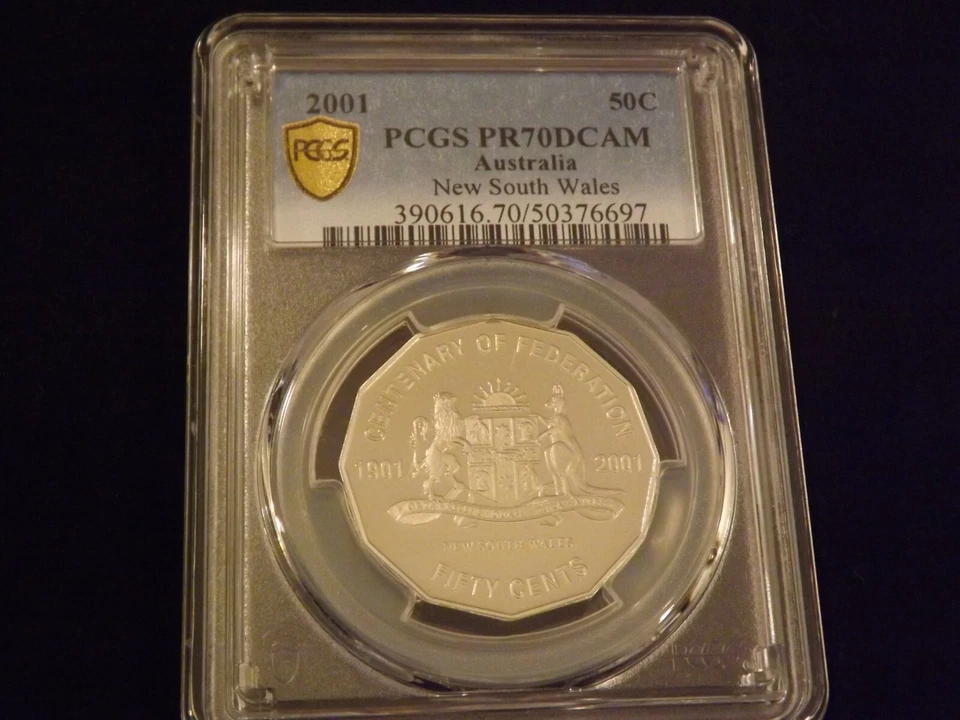 2001 50C
PCGS PCGS PR70DCAM
Australia
New South Wales
390616.70/50376697
CENTENARY OF FEDERATION
1901 2001
NEW SOUTH WALES
FIFTY CENTS
PCGS